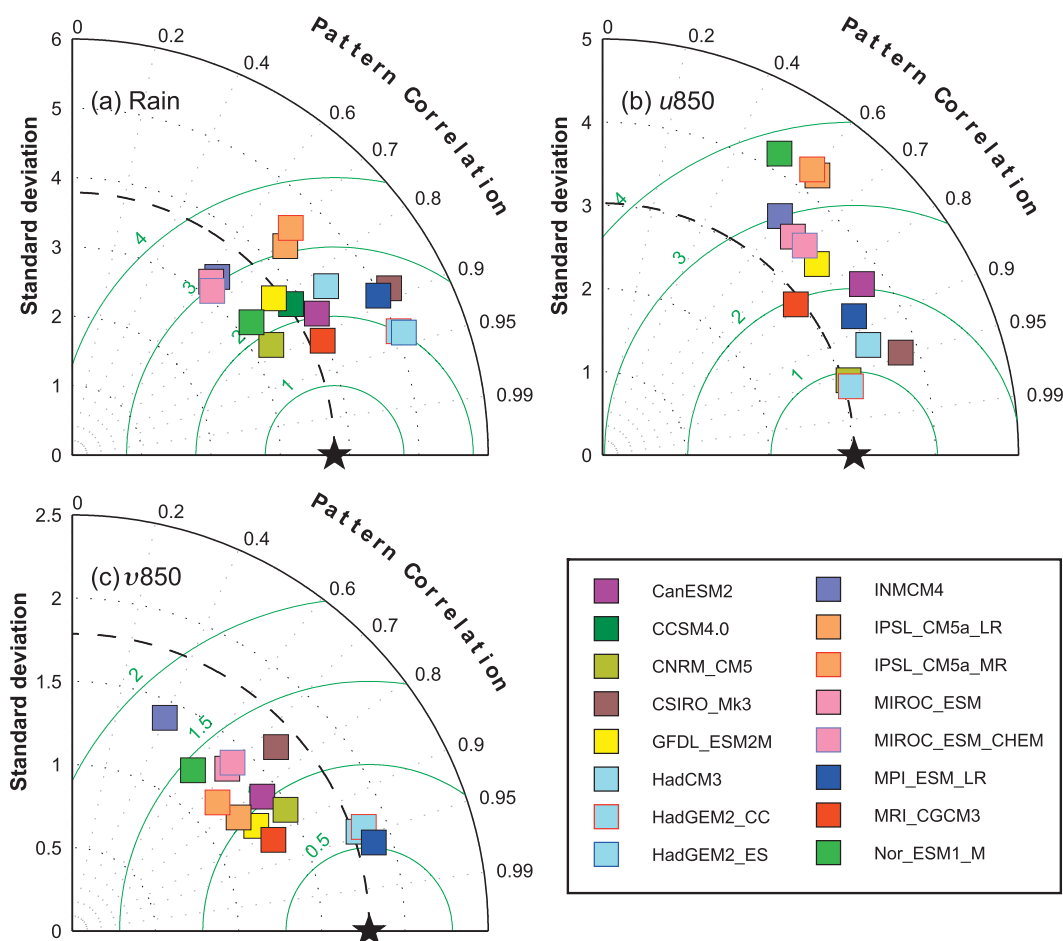 (a) Rain
Pattern Correlation
Standard deviation
6
5
4
3
2
1
0
0
0.2
0.4
0.6
0.7
0.8
0.9
0.95
0.99
4
3
2
1
(b) u850
Pattern Correlation
Standard deviation
5
4
3
2
1
0
0
0.2
0.4
0.6
0.7
0.8
0.9
0.95
0.99
4
3
2
1
(c) v850
Pattern Correlation
Standard deviation
2.5
2
1.5
1
0.5
0
0
0.2
0.4
0.6
0.7
0.8
0.9
0.95
0.99
2
1.5
0.5
CanESM2
CCSM4.0
CNRM_CM5
CSIRO_Mk3
GFDL_ESM2M
HadCM3
HadGEM2_CC
HadGEM2_ES
INMCM4
IPSL_CM5a_LR
IPSL_CM5a_MR
MIROC_ESM
MIROC_ESM_CHEM
MPI_ESM_LR
MRI_CGCM3
Nor_ESM1_M